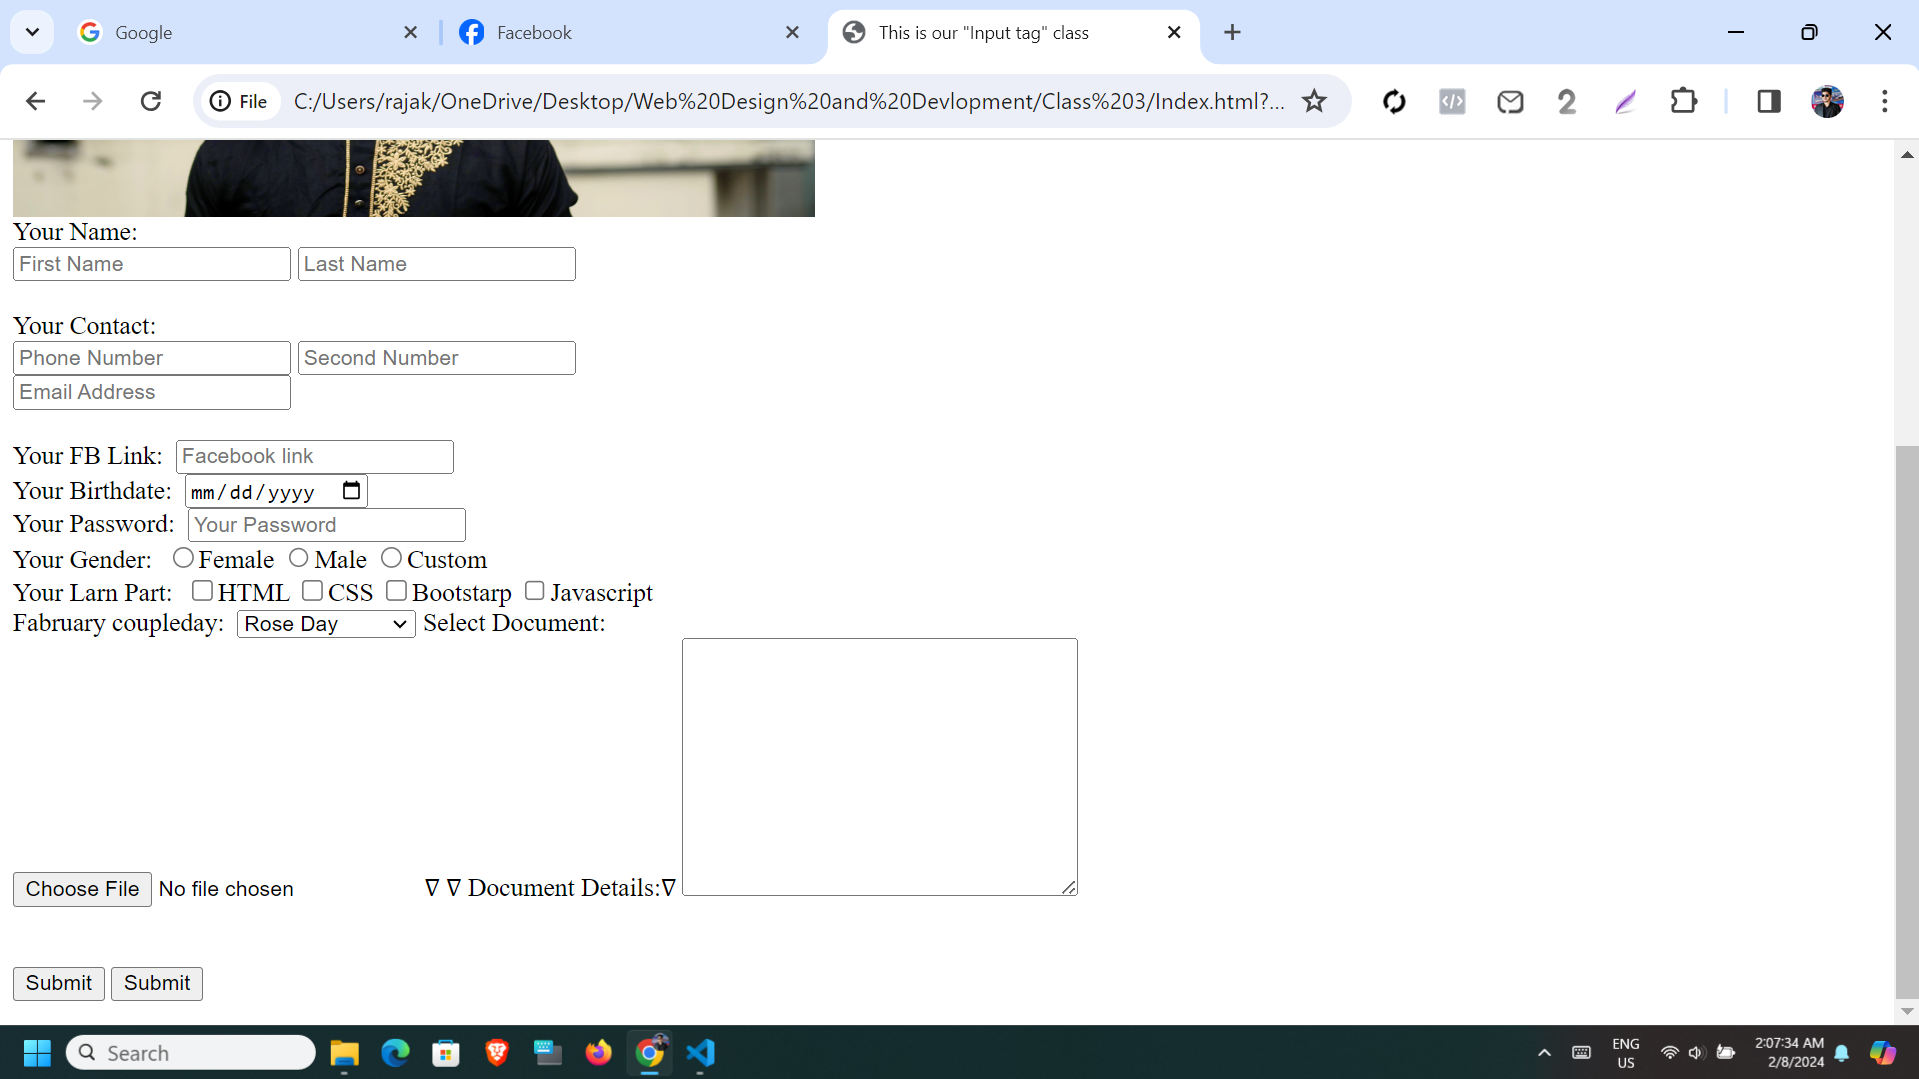 Google
Facebook
This is our "Input tag" class
File
C:/Users/rajak/OneDrive/Desktop/Web%20Design%20and%20Devlopment/Class%203/Index.html?...
2
Your Name:
First Name Last Name
Your Contact:
Phone Number Second Number
Email Address
Your FB Link: Facebook link
Your Birthdate: mm/dd/yyyy
Your Password: Your Password
Your Gender: Female Male Custom
Your Larn Part: HTML CSS Bootstarp Javascript
Fabruary coupleday: Rose Day Select Document:
Choose File No file chosen ∇ ∇ Document Details:∇
Submit Submit
Search
ENG
US
2:07:34 AM
2/8/2024